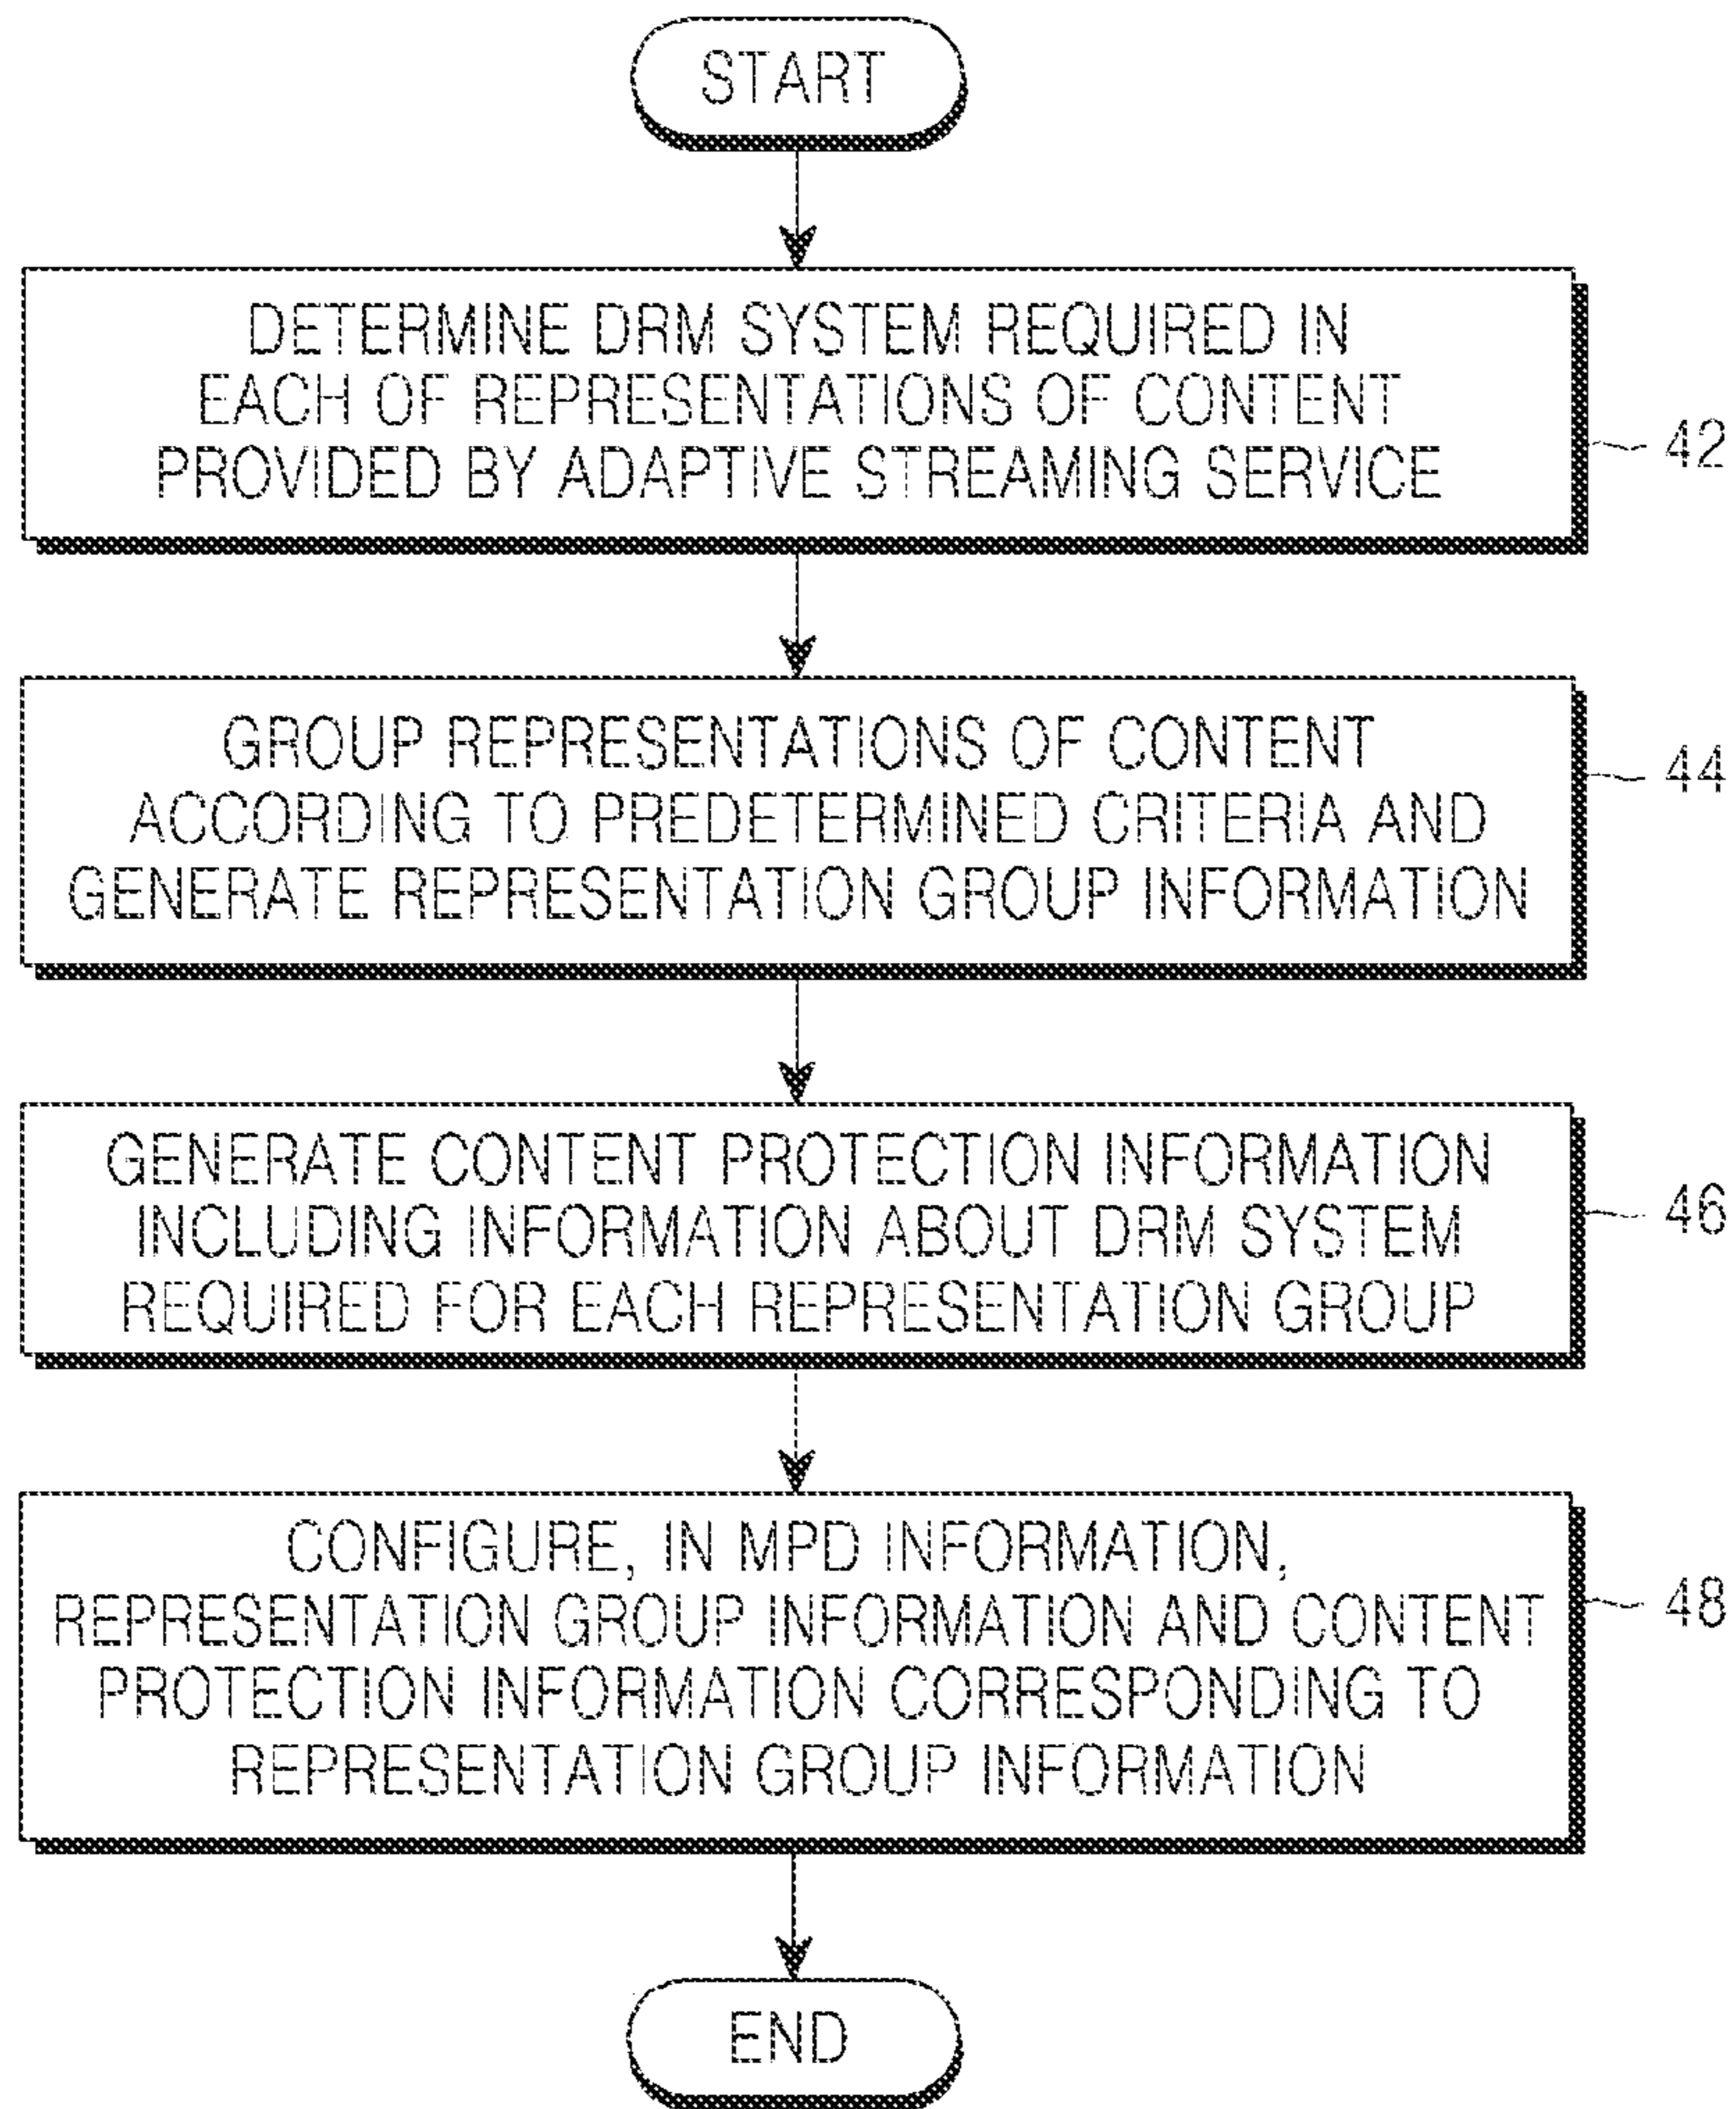 START
DETERMINE DRM SYSTEM REQUIRED IN
EACH OF REPRESENTATIONS OF CONTENT
PROVIDED BY ADAPTIVE STREAMING SERVICE
42
GROUP REPRESENTATIONS OF CONTENT
ACCORDING TO PREDETERMINED CRITERIA AND
GENERATE REPRESENTATION GROUP INFORMATION
44
GENERATE CONTENT PROTECTION INFORMATION
INCLUDING INFORMATION ABOUT DRM SYSTEM
REQUIRED FOR EACH REPRESENTATION GROUP
46
CONFIGURE, IN MPD INFORMATION,
REPRESENTATION GROUP INFORMATION AND CONTENT
PROTECTION INFORMATION CORRESPONDING TO
REPRESENTATION GROUP INFORMATION
48
END